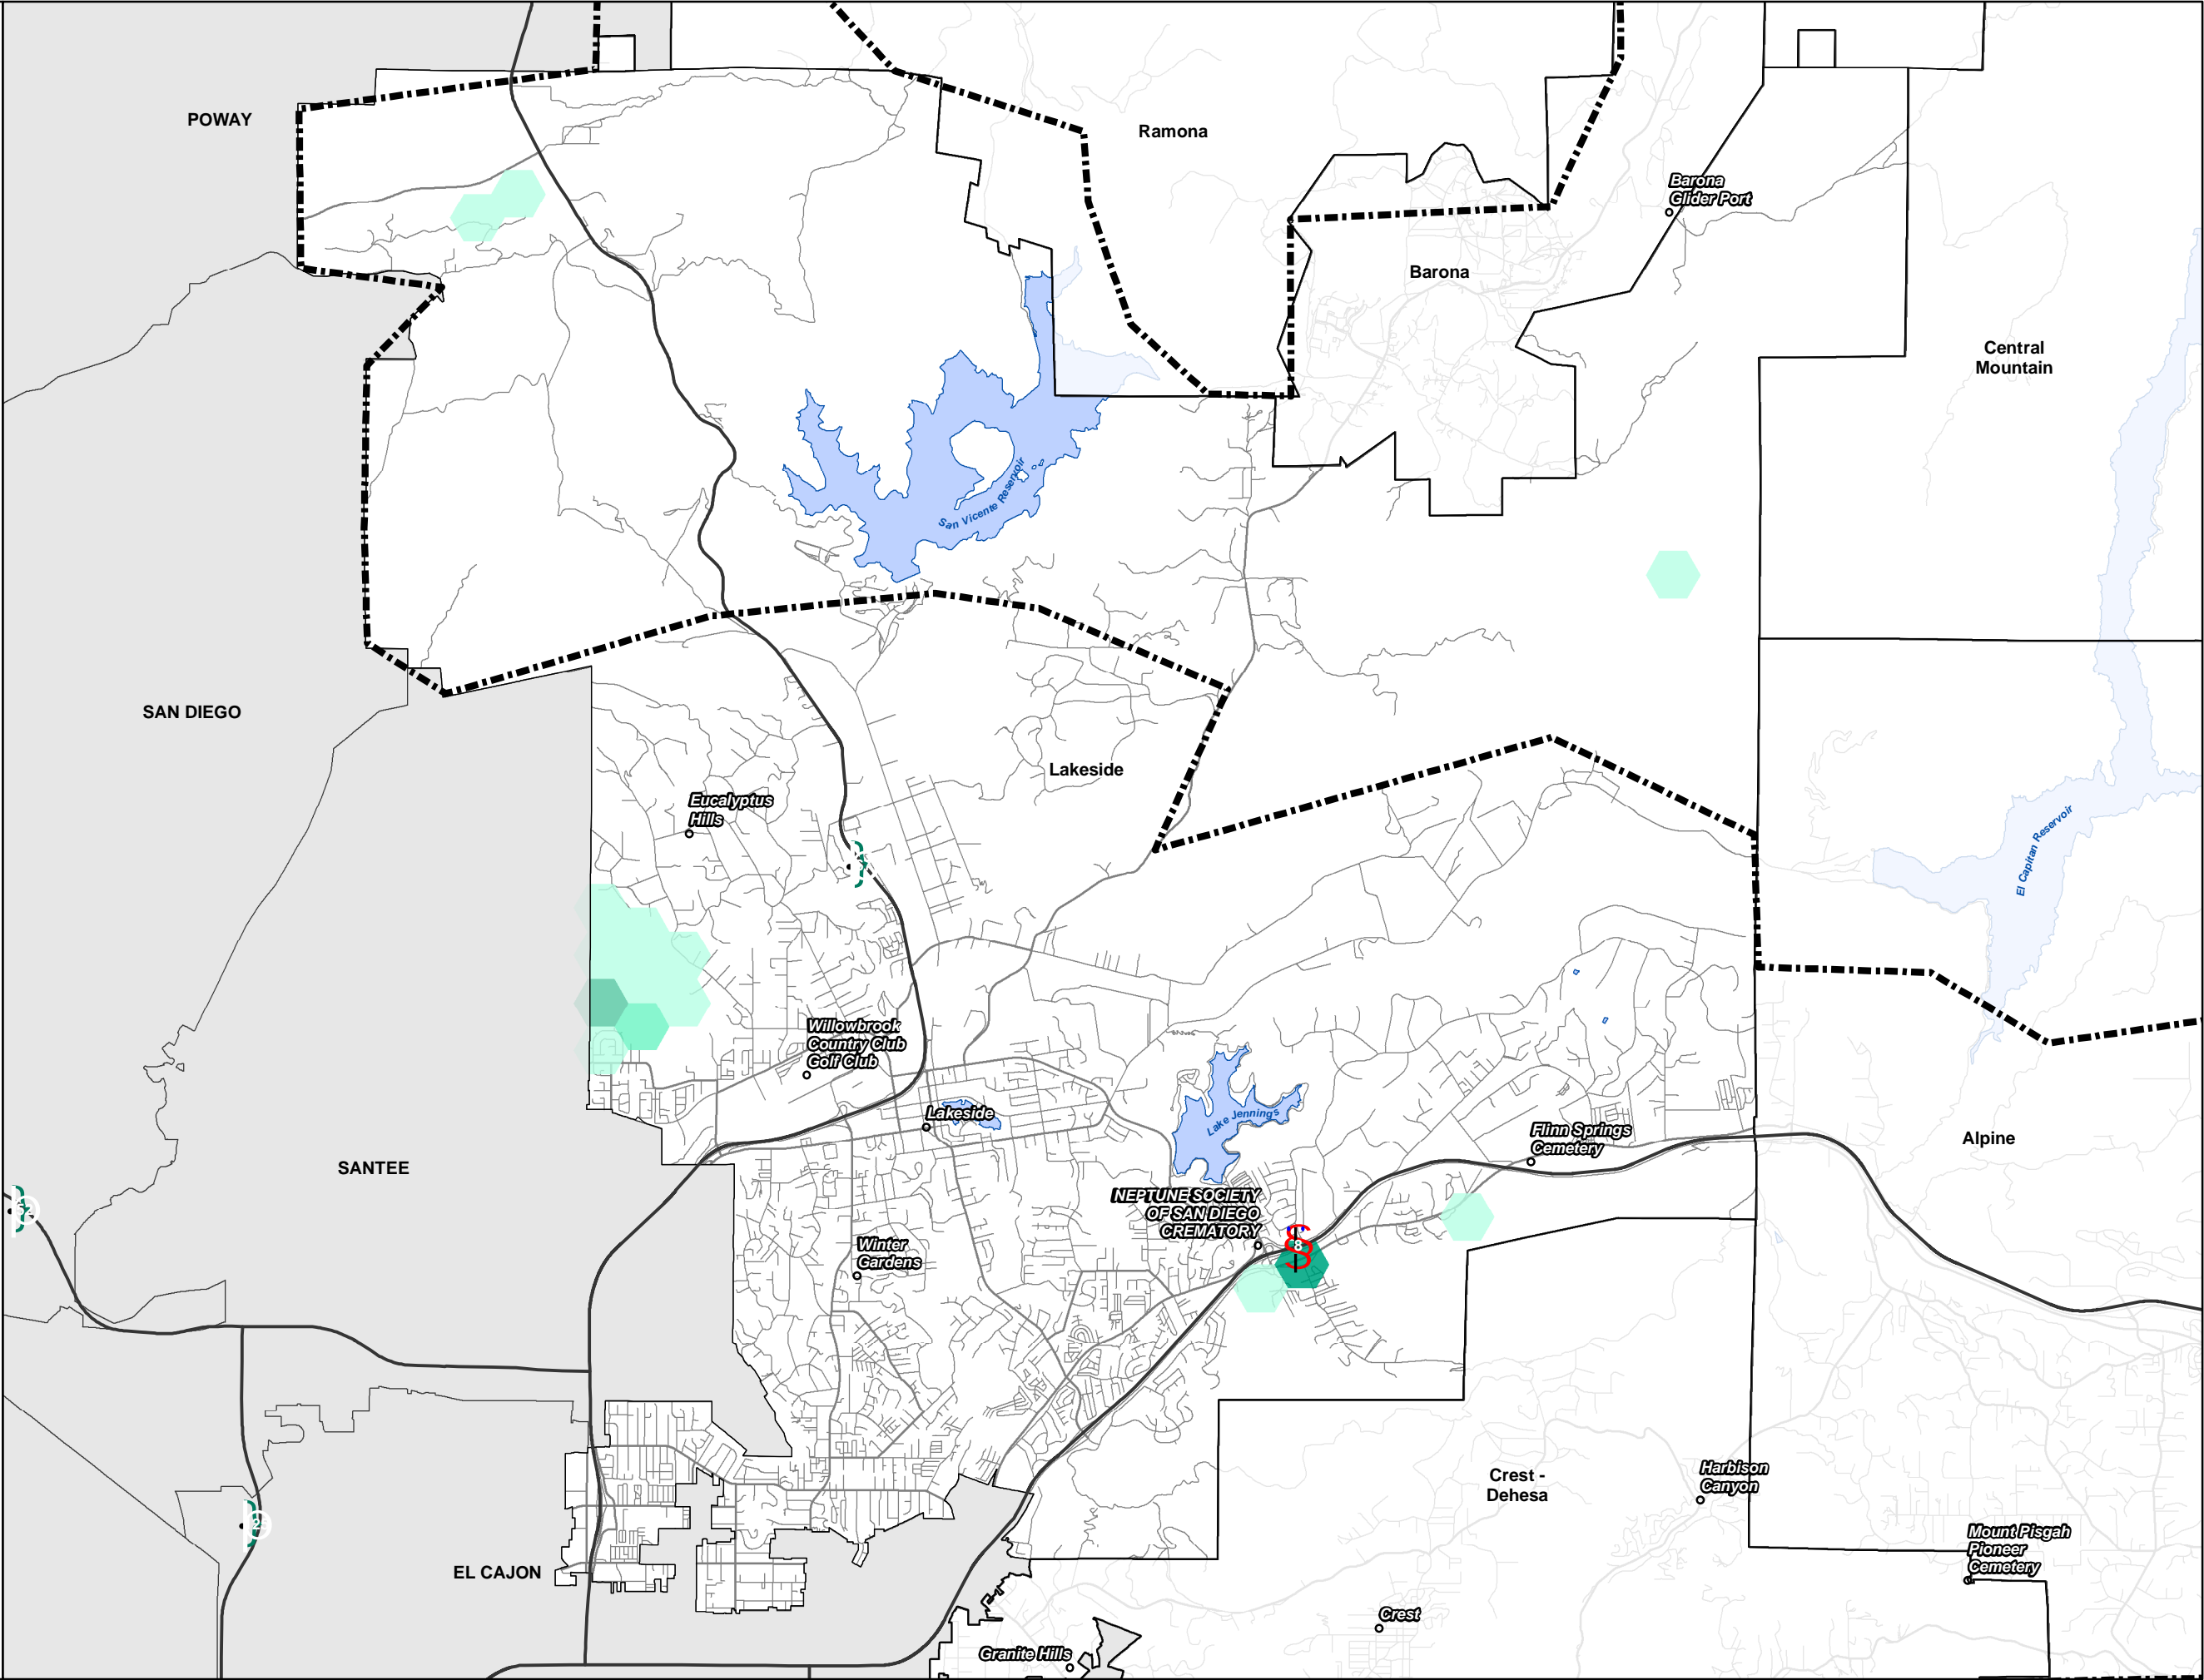 POWAY
Ramona
Barona
Glider Port
Barona
Central
Mountain
San Vicente Reservoir
SAN DIEGO
Lakeside
Eucalyptus
Hills
El Capitan Reservoir
Willowbrook
Country Club
Golf Club
Lakeside
Lake Jennings
Flinn Springs
Cemetery
Alpine
SANTEE
NEPTUNE SOCIETY
OF SAN DIEGO
CREMATORY
8
Winter
Gardens
Crest -
Dehesa
Harbison
Canyon
Mount Pisgah
Pioneer
Cemetery
EL CAJON
Crest
Granite Hills